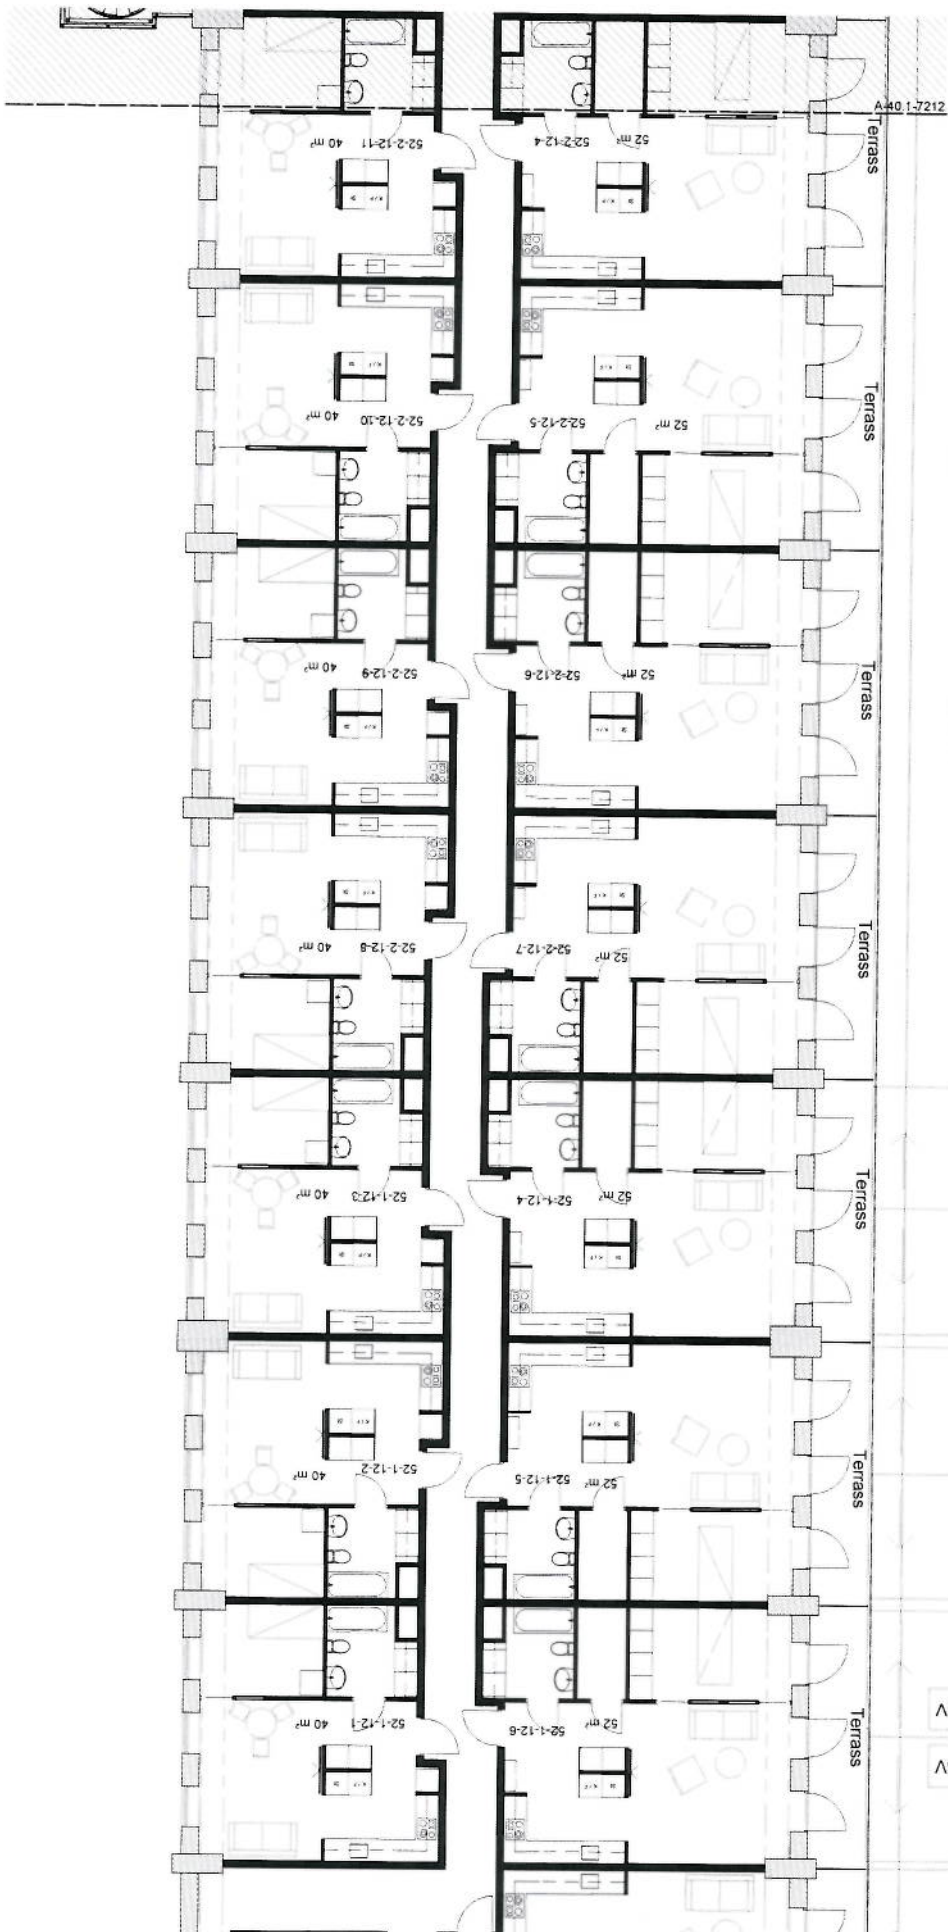 A-40.1-7212
Terrass
40 m²
52-2-12-11
52-2-12-4
52 m²
Terrass
40 m²
52-2-12-10
52-2-12-5
52 m²
Terrass
40 m²
52-2-12-9
52-2-12-6
52 m²
Terrass
40 m²
52-2-12-8
52-2-12-7
52 m²
Terrass
40 m²
52-1-12-3
52-1-12-4
52 m²
Terrass
40 m²
52-1-12-2
52-1-12-5
52 m²
Terrass
40 m²
52-1-12-1
52-1-12-6
52 m²
Terrass